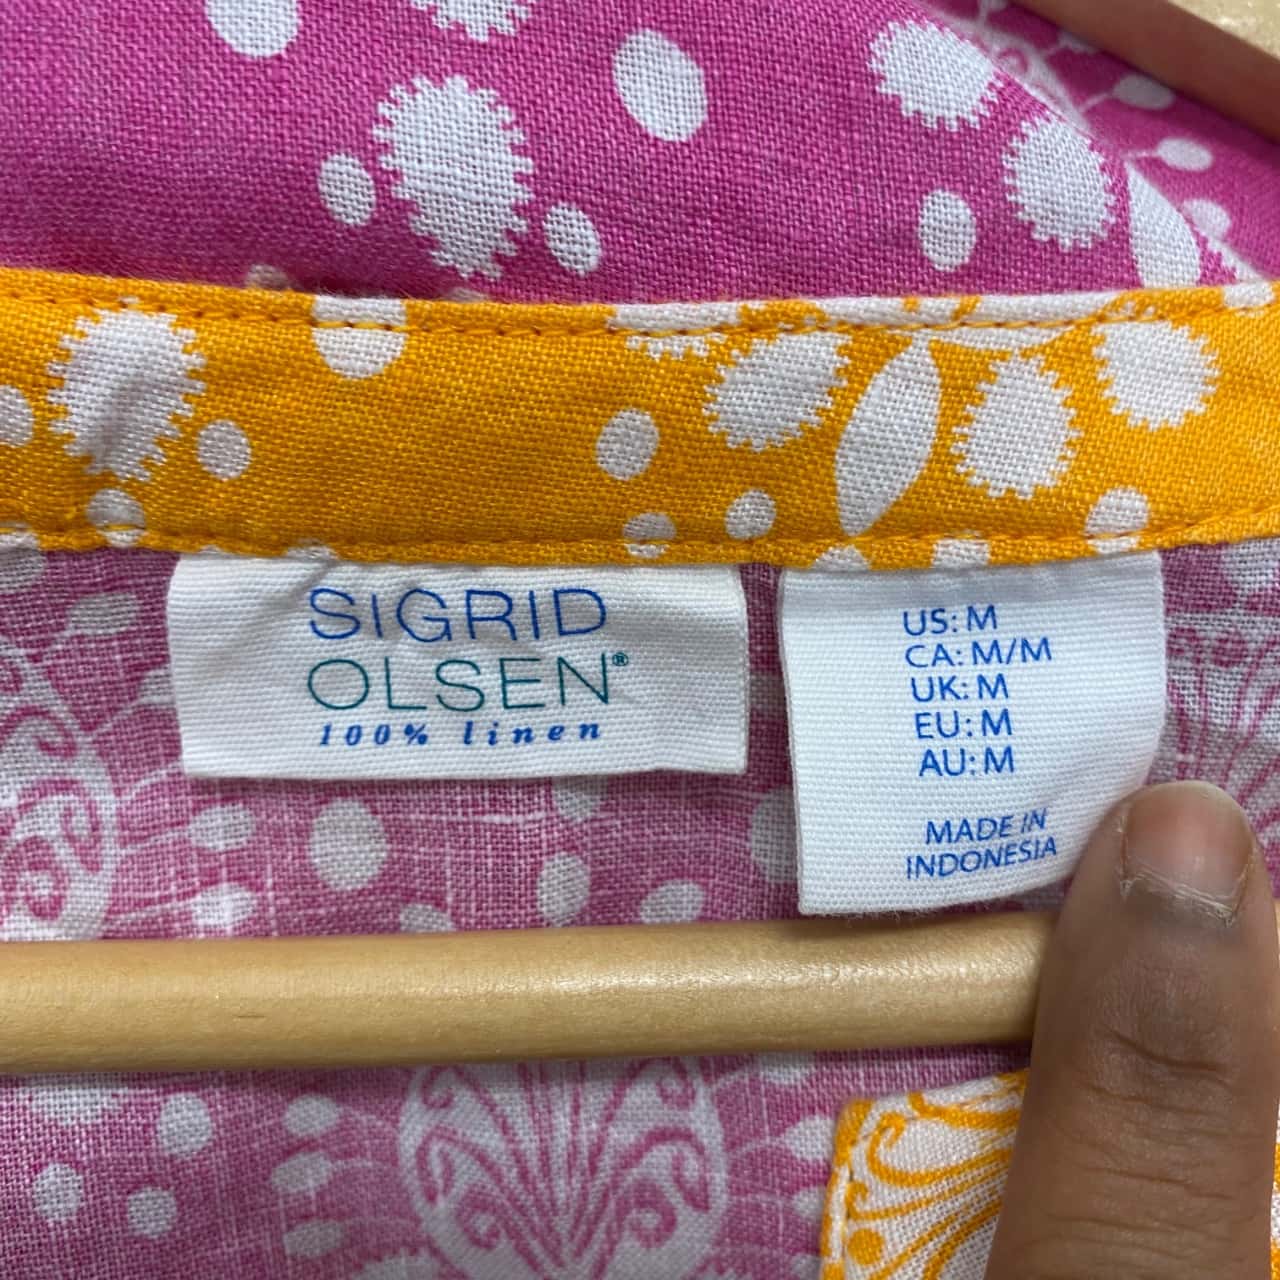 SIGRID
OLSEN®
100% linen
US: M
CA: M/M
UK: M
EU: M
AU: M
MADE IN
INDONESIA